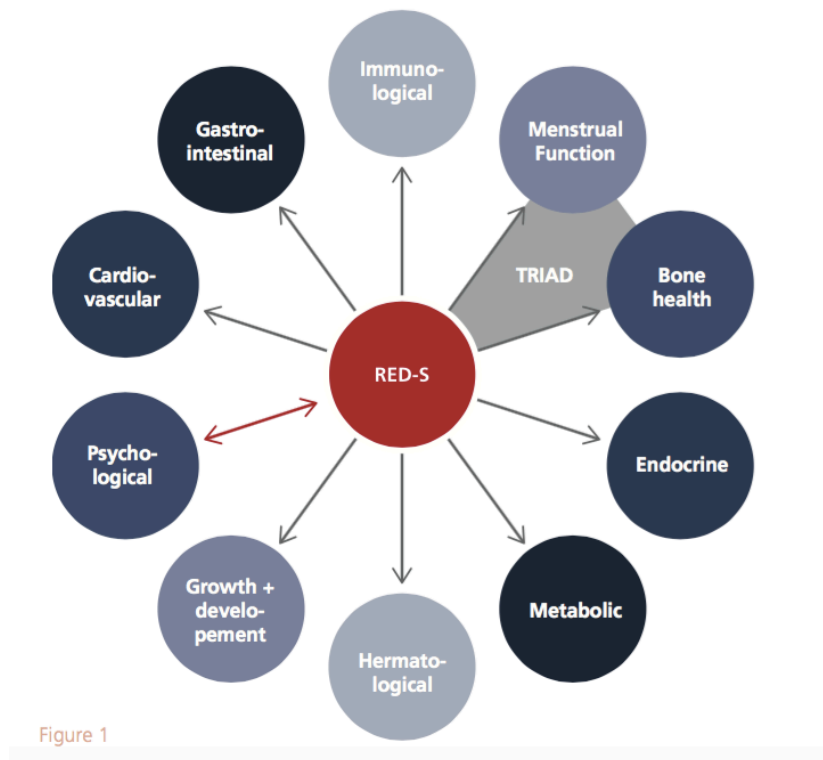 Immuno-
logical
Gastro-
intestinal
Menstrual
Function
Cardio-
vascular
TRIAD
Bone
health
RED-S
Psycho-
logical
Endocrine
Growth +
develo-
pement
Metabolic
Hermato-
logical
Figure 1